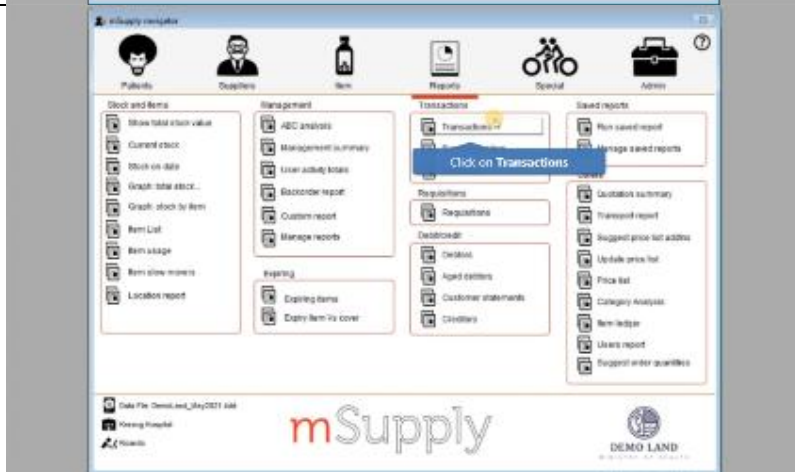 mSupply navigator
Patients
Suppliers
Item
Reports
Special
Admin
Stock and items
Show total stock value
Current stock
Stock on date
Graph: total stock...
Graph: stock by item
Item List
Item usage
Item slow movers
Location report
Management
ABC analysis
Management summary
User activity totals
Backorder report
Custom report
Manage reports
Expiring
Expiring items
Expiry item Vs cover
Transactions
Transactions
Click on Transactions
Requisitions
Requisitions
Debit/credit
Debtors
Aged debtors
Customer statements
Creditors
Saved reports
Run saved report
Manage saved reports
Quotation summary
Transport report
Suggest price list addins
Update price list
Price list
Category Analysis
Item ledger
Users report
Suggest order quantities
mSupply
DEMO LAND